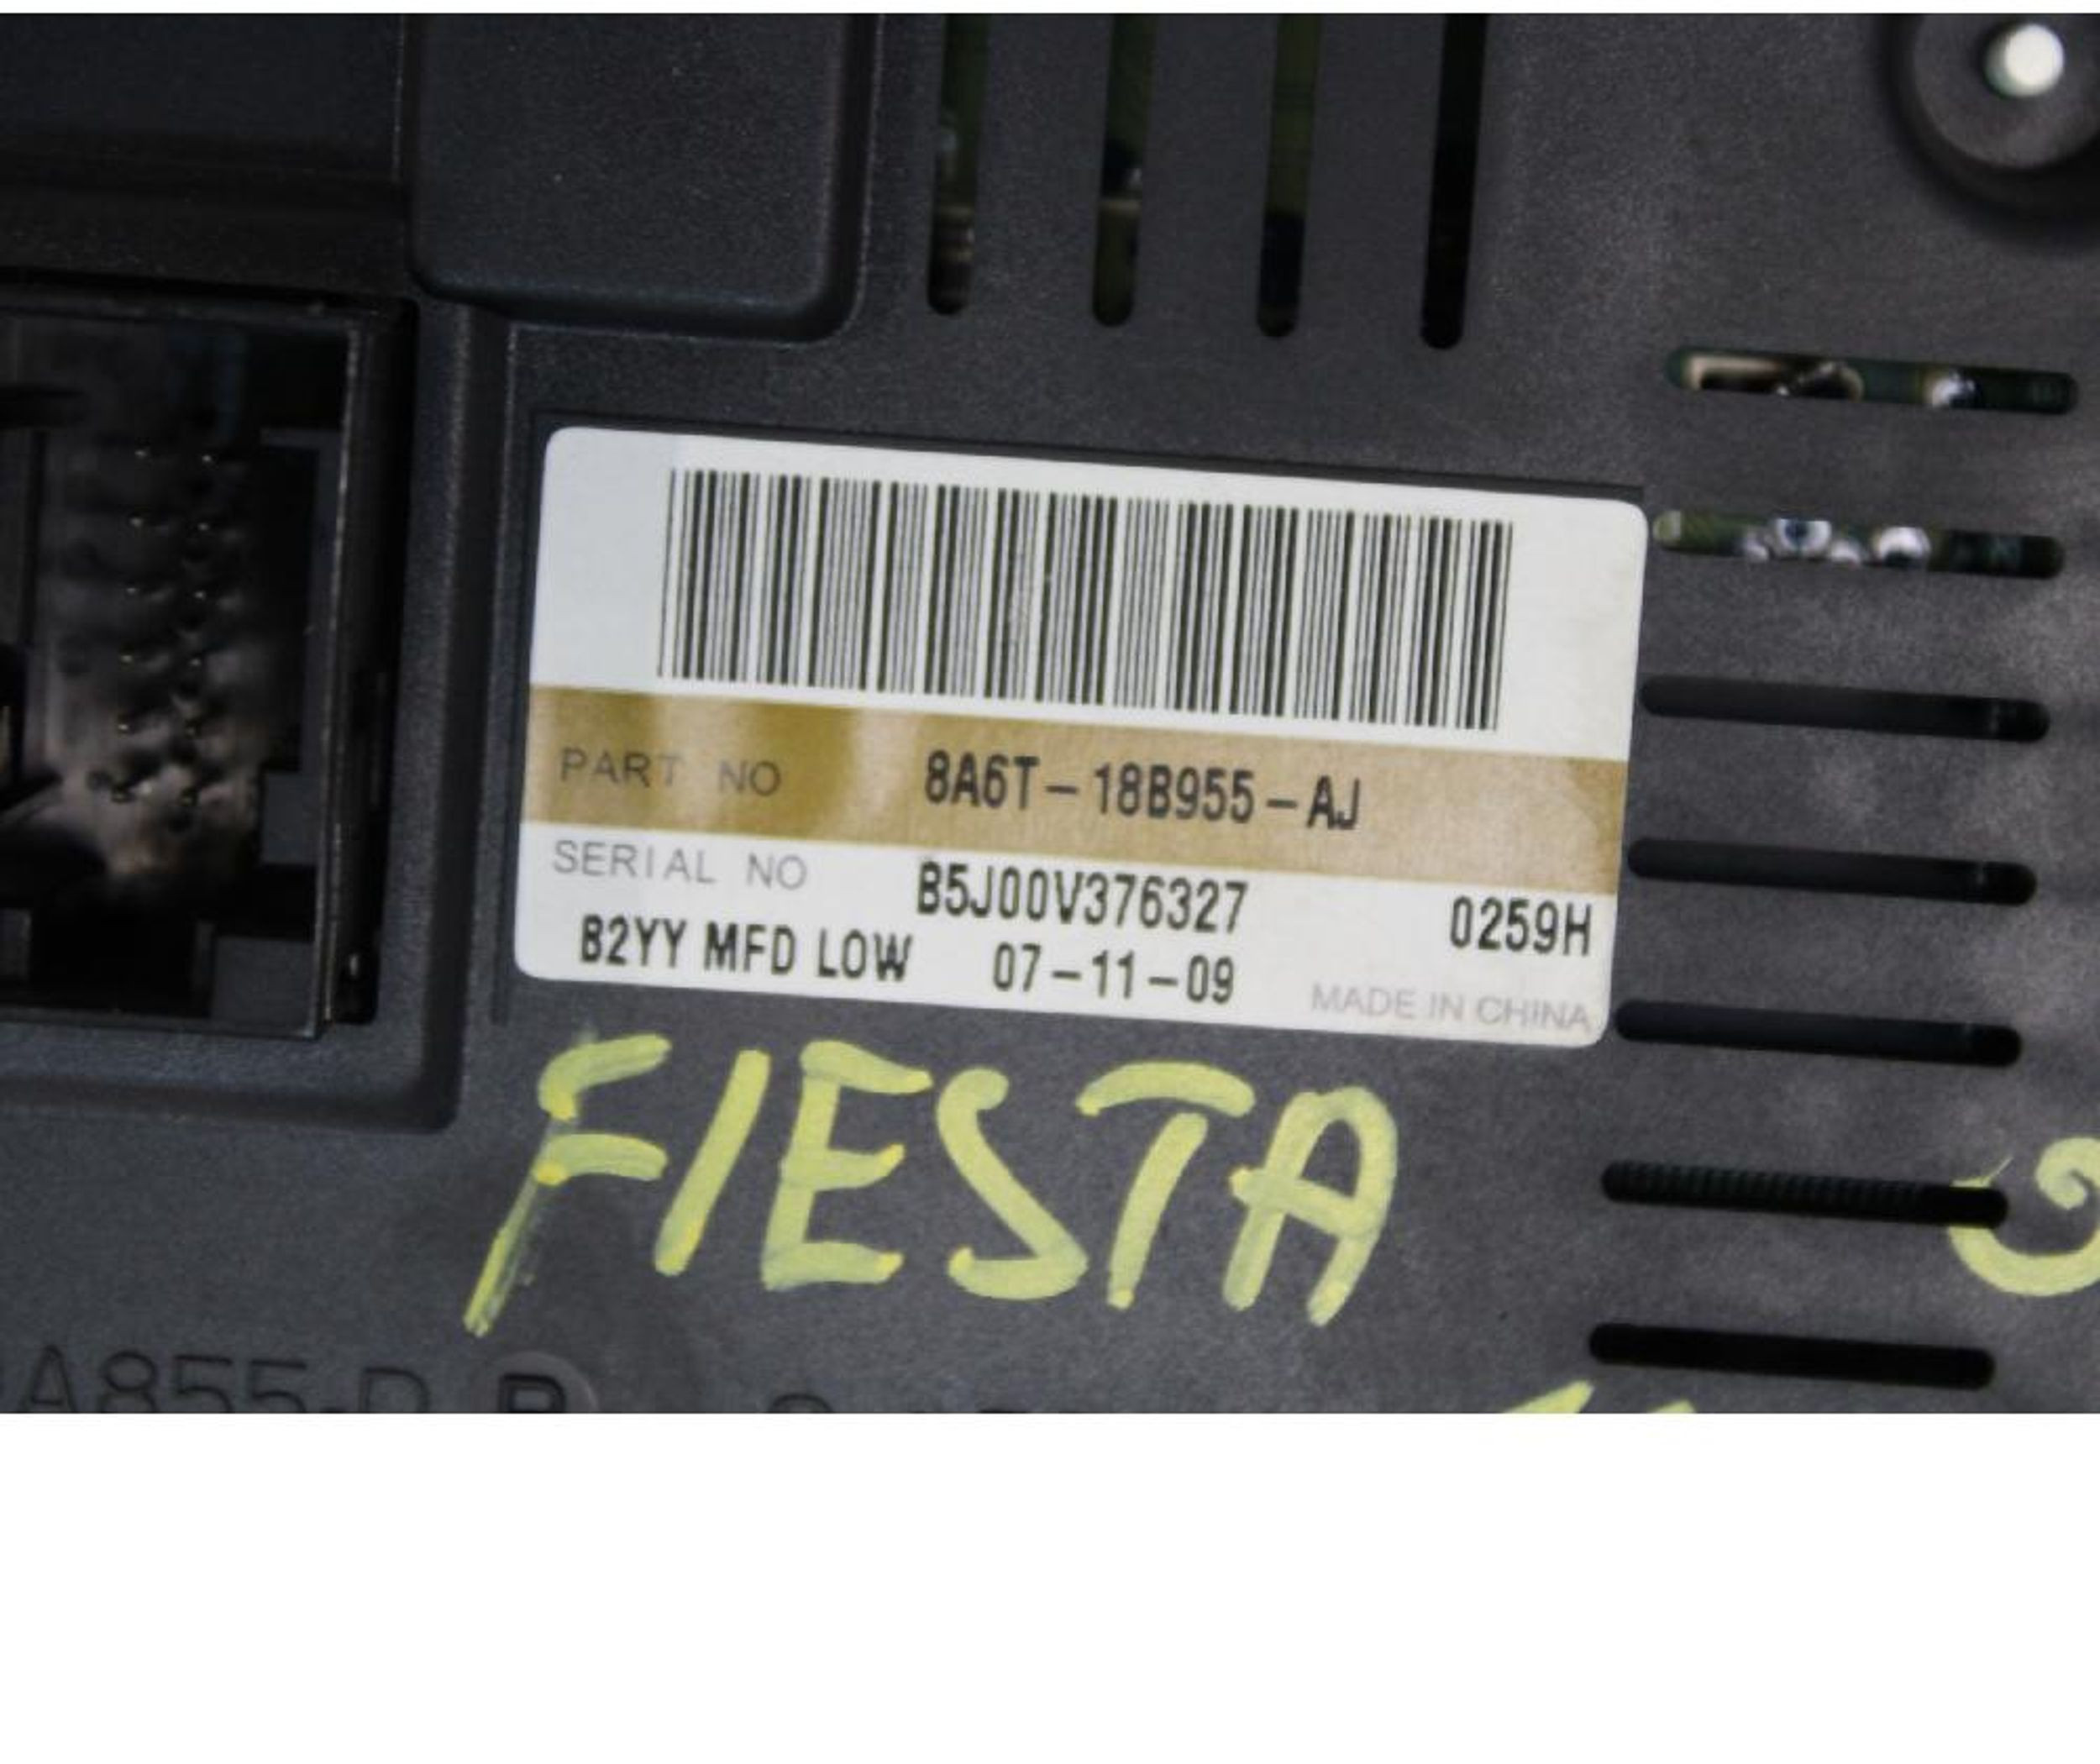 PART NO 8A6T-18B955-AJ
SERIAL NO B5J00V376327 0259H
B2YY MFD LOW 07-11-09 MADE IN CHINA
FIESTA